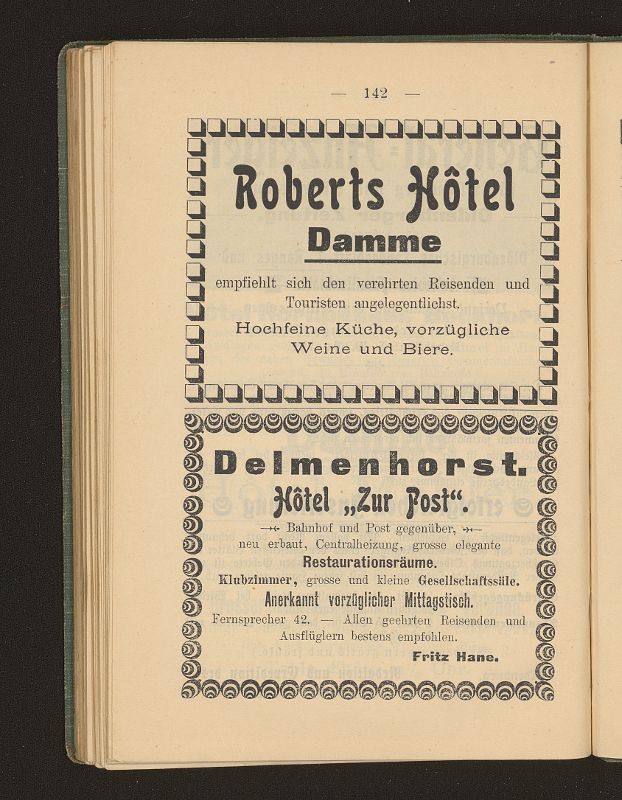 — 142 —
Roberts Hôtel
Damme
empfiehlt sich den verehrten Reisenden und
Touristen angelegentlichst.
Hochfeine Küche, vorzügliche
Weine und Biere.
Delmenhorst.
Hôtel „Zur Post“.
Bahnhof und Post gegenüber,
neu erbaut, Centralheizung, grosse elegante
Restaurationsräume.
Klubzimmer, grosse und kleine Gesellschaftssäle.
Anerkannt vorzüglicher Mittagstisch.
Fernsprecher 42. — Allen geehrten Reisenden und
Ausflüglern bestens empfohlen.
Fritz Hane.